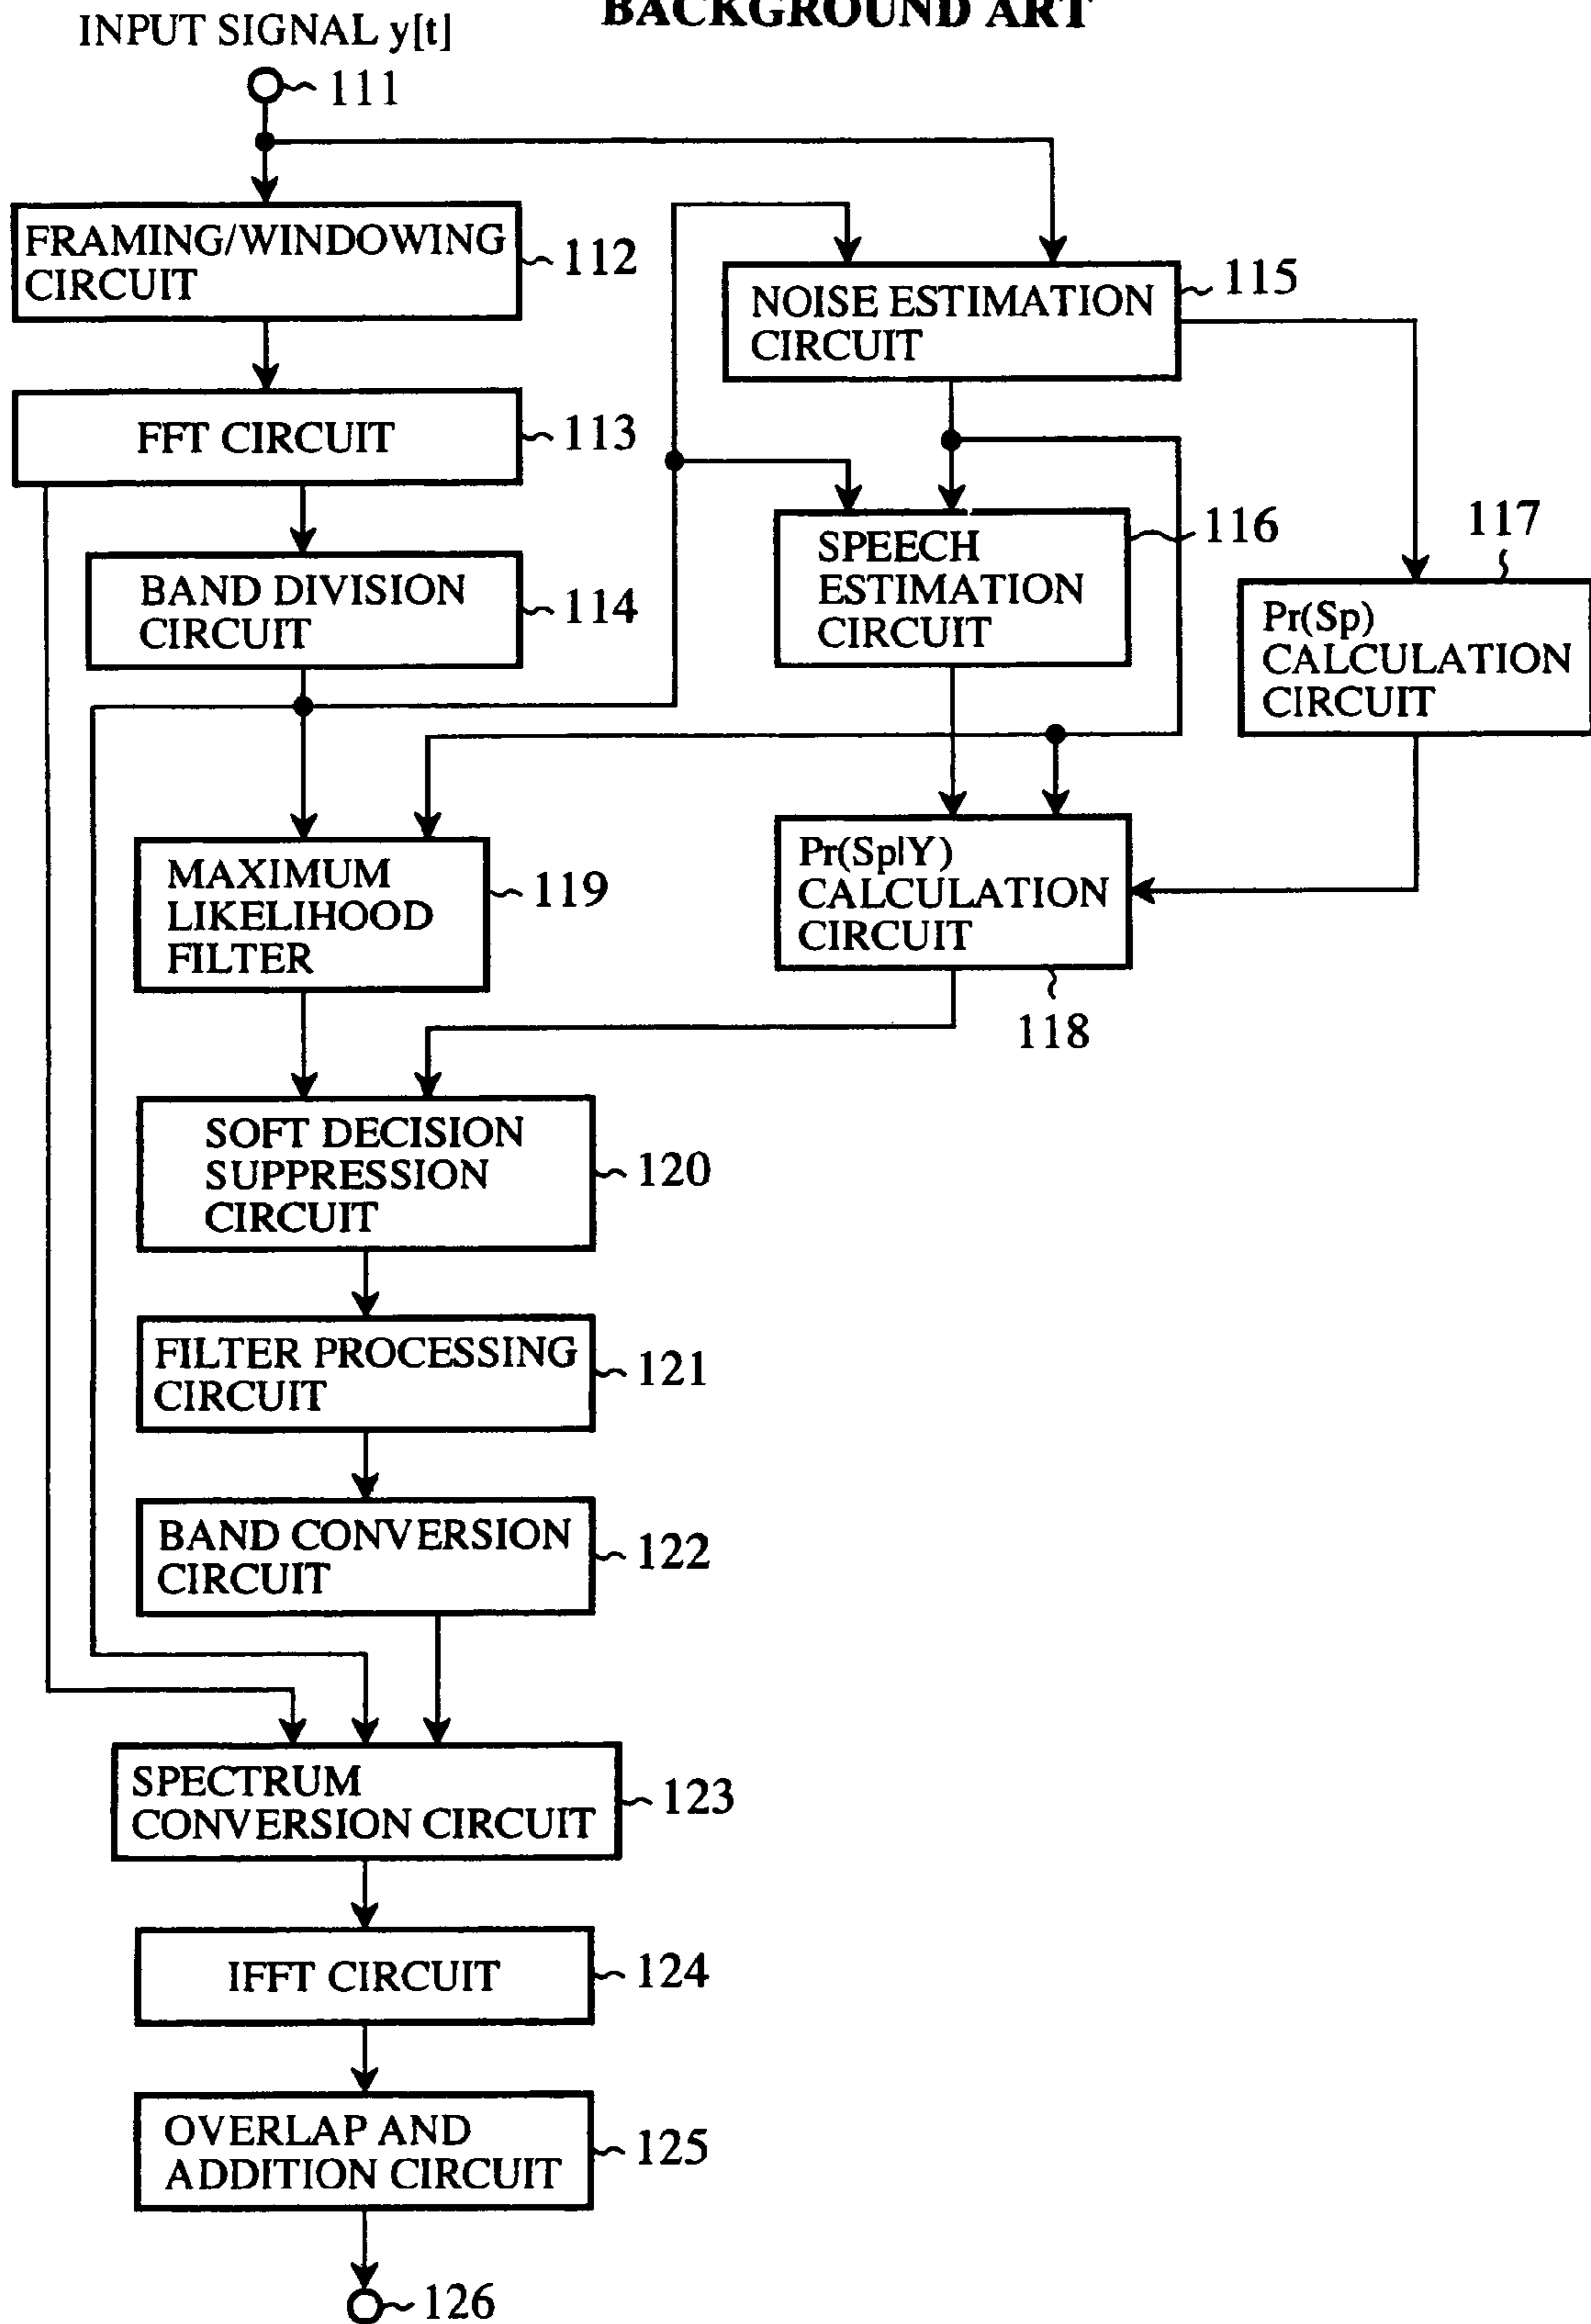 BACKGROUND ART
INPUT SIGNAL y[t]
111
FRAMING/WINDOWING
CIRCUIT
112
NOISE ESTIMATION
CIRCUIT
115
FFT CIRCUIT
113
SPEECH
ESTIMATION
CIRCUIT
116
117
BAND DIVISION
CIRCUIT
114
Pr(Sp)
CALCULATION
CIRCUIT
MAXIMUM
LIKELIHOOD
FILTER
119
Pr(Sp|Y)
CALCULATION
CIRCUIT
118
SOFT DECISION
SUPPRESSION
CIRCUIT
120
FILTER PROCESSING
CIRCUIT
121
BAND CONVERSION
CIRCUIT
122
SPECTRUM
CONVERSION CIRCUIT
123
IFFT CIRCUIT
124
OVERLAP AND
ADDITION CIRCUIT
125
126